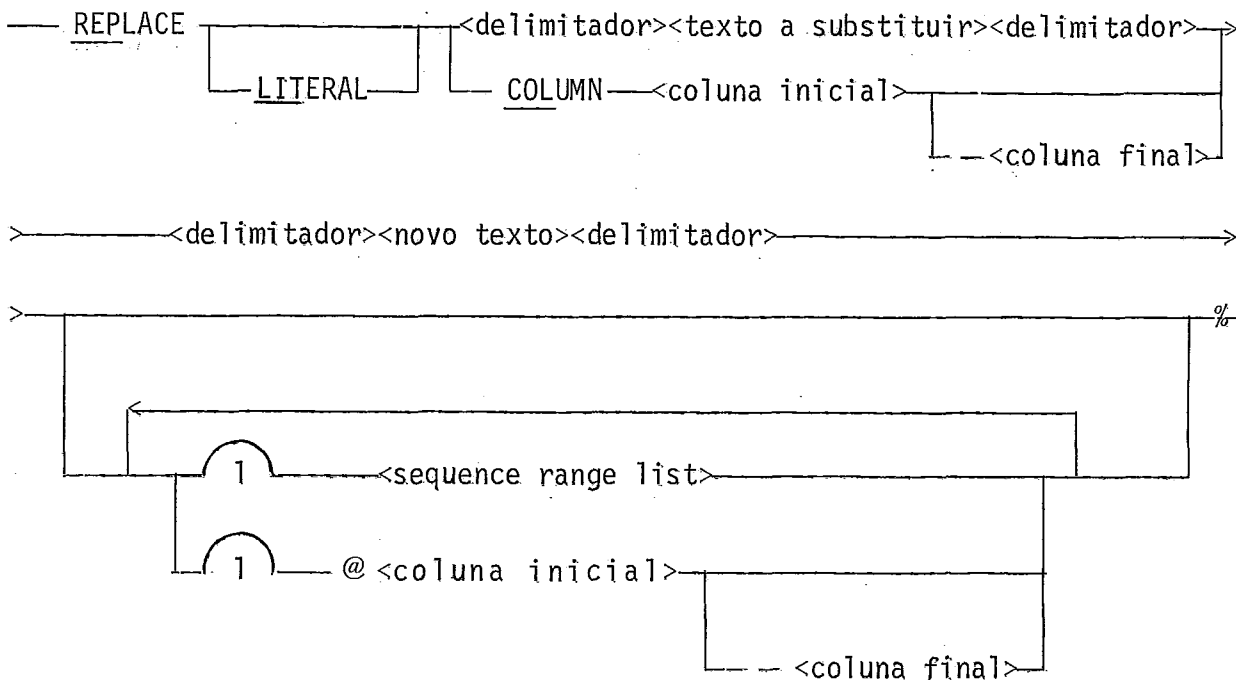 REPLACE <delimitador><texto a substituir><delimitador>
LITERAL COLUMN <coluna inicial>
- <coluna final>
> <delimitador><novo texto><delimitador>
> %
1 <sequence range list>
1 @ <coluna inicial>
- <coluna final>